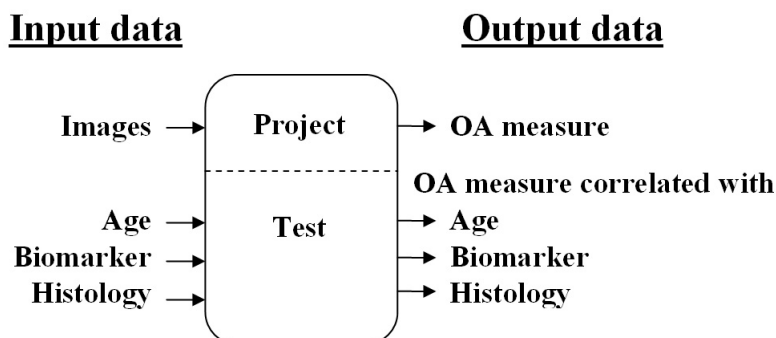 Input data
Output data
Images
Project
OA measure
OA measure correlated with
Age
Test
Age
Biomarker
Biomarker
Histology
Histology